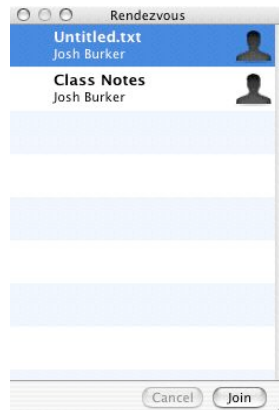 Rendezvous
Untitled.txt
Josh Burker
Class Notes
Josh Burker
Cancel Join